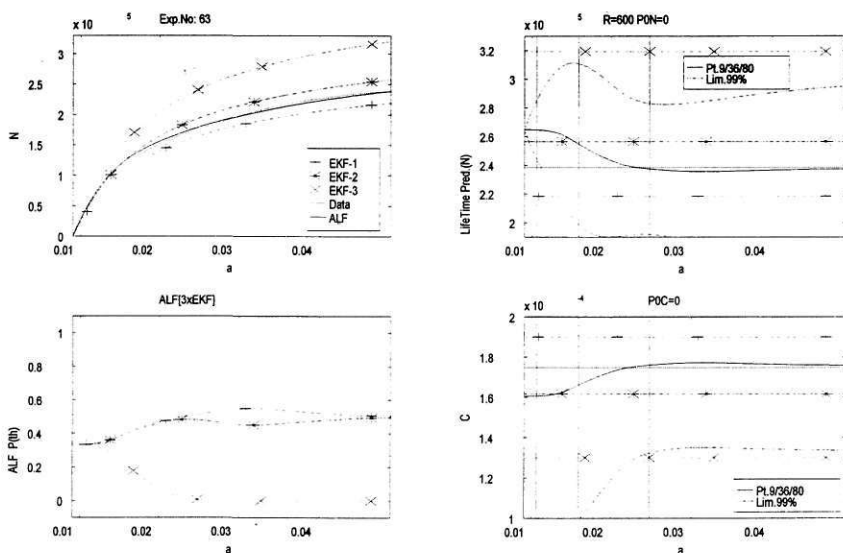 x 10
5
Exp.No: 63
3
2.5
2
1.5
1
0.5
0
N
EKF-1
EKF-2
EKF-3
Data
ALF
0.01
0.02
0.03
0.04
a
x 10
5
R=600 P0N=0
3.2
3
2.8
2.6
2.4
2.2
2
LifeTime Pred.(N)
Pt.9/36/80
Lim.99%
0.01
0.02
0.03
0.04
a
ALF[3xEKF]
1
0.8
0.6
0.4
0.2
0
ALF P(th)
0.01
0.02
0.03
0.04
a
x 10
-4
P0C=0
2
1.8
1.6
1.4
1.2
1
C
Pt.9/36/80
Lim.99%
0.01
0.02
0.03
0.04
a